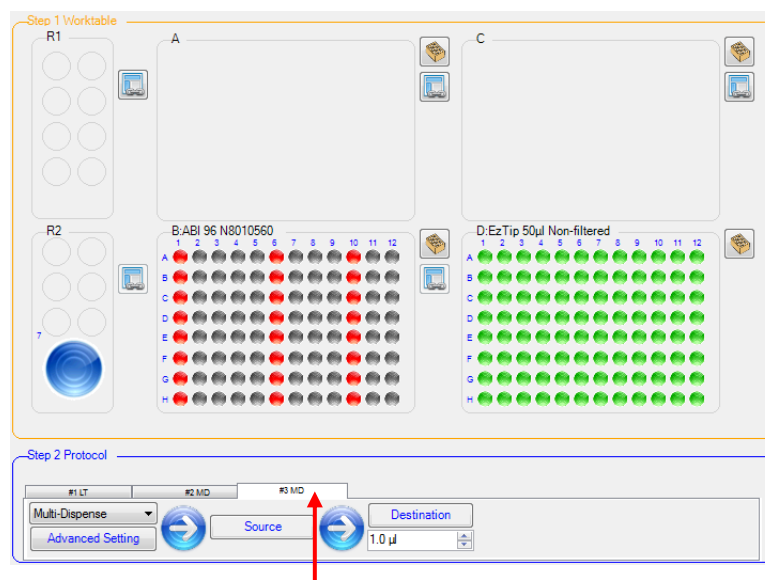 Step 1 Worktable
R1
A
C
R2
7
B:ABI 96 N8010560
1 2 3 4 5 6 7 8 9 10 11 12
A
B
C
D
E
F
G
H
D:EzTip 50µl Non-filtered
1 2 3 4 5 6 7 8 9 10 11 12
A
B
C
D
E
F
G
H
Step 2 Protocol
#1 LT
#2 MD
#3 MD
Multi-Dispense
Advanced Setting
Source
Destination
1.0 µl